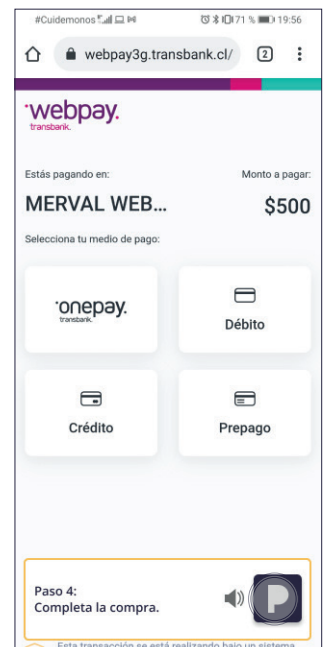 #Cuidemonos 71 % 19:56
webpay3g.transbank.cl/ 2
webpay.
transbank.
Estás pagando en: Monto a pagar:
MERVAL WEB... $500
Selecciona tu medio de pago:
onepay.
transbank.
Débito
Crédito Prepago
Paso 4:
Completa la compra.
P
Esta transacción se está realizando bajo un sistema